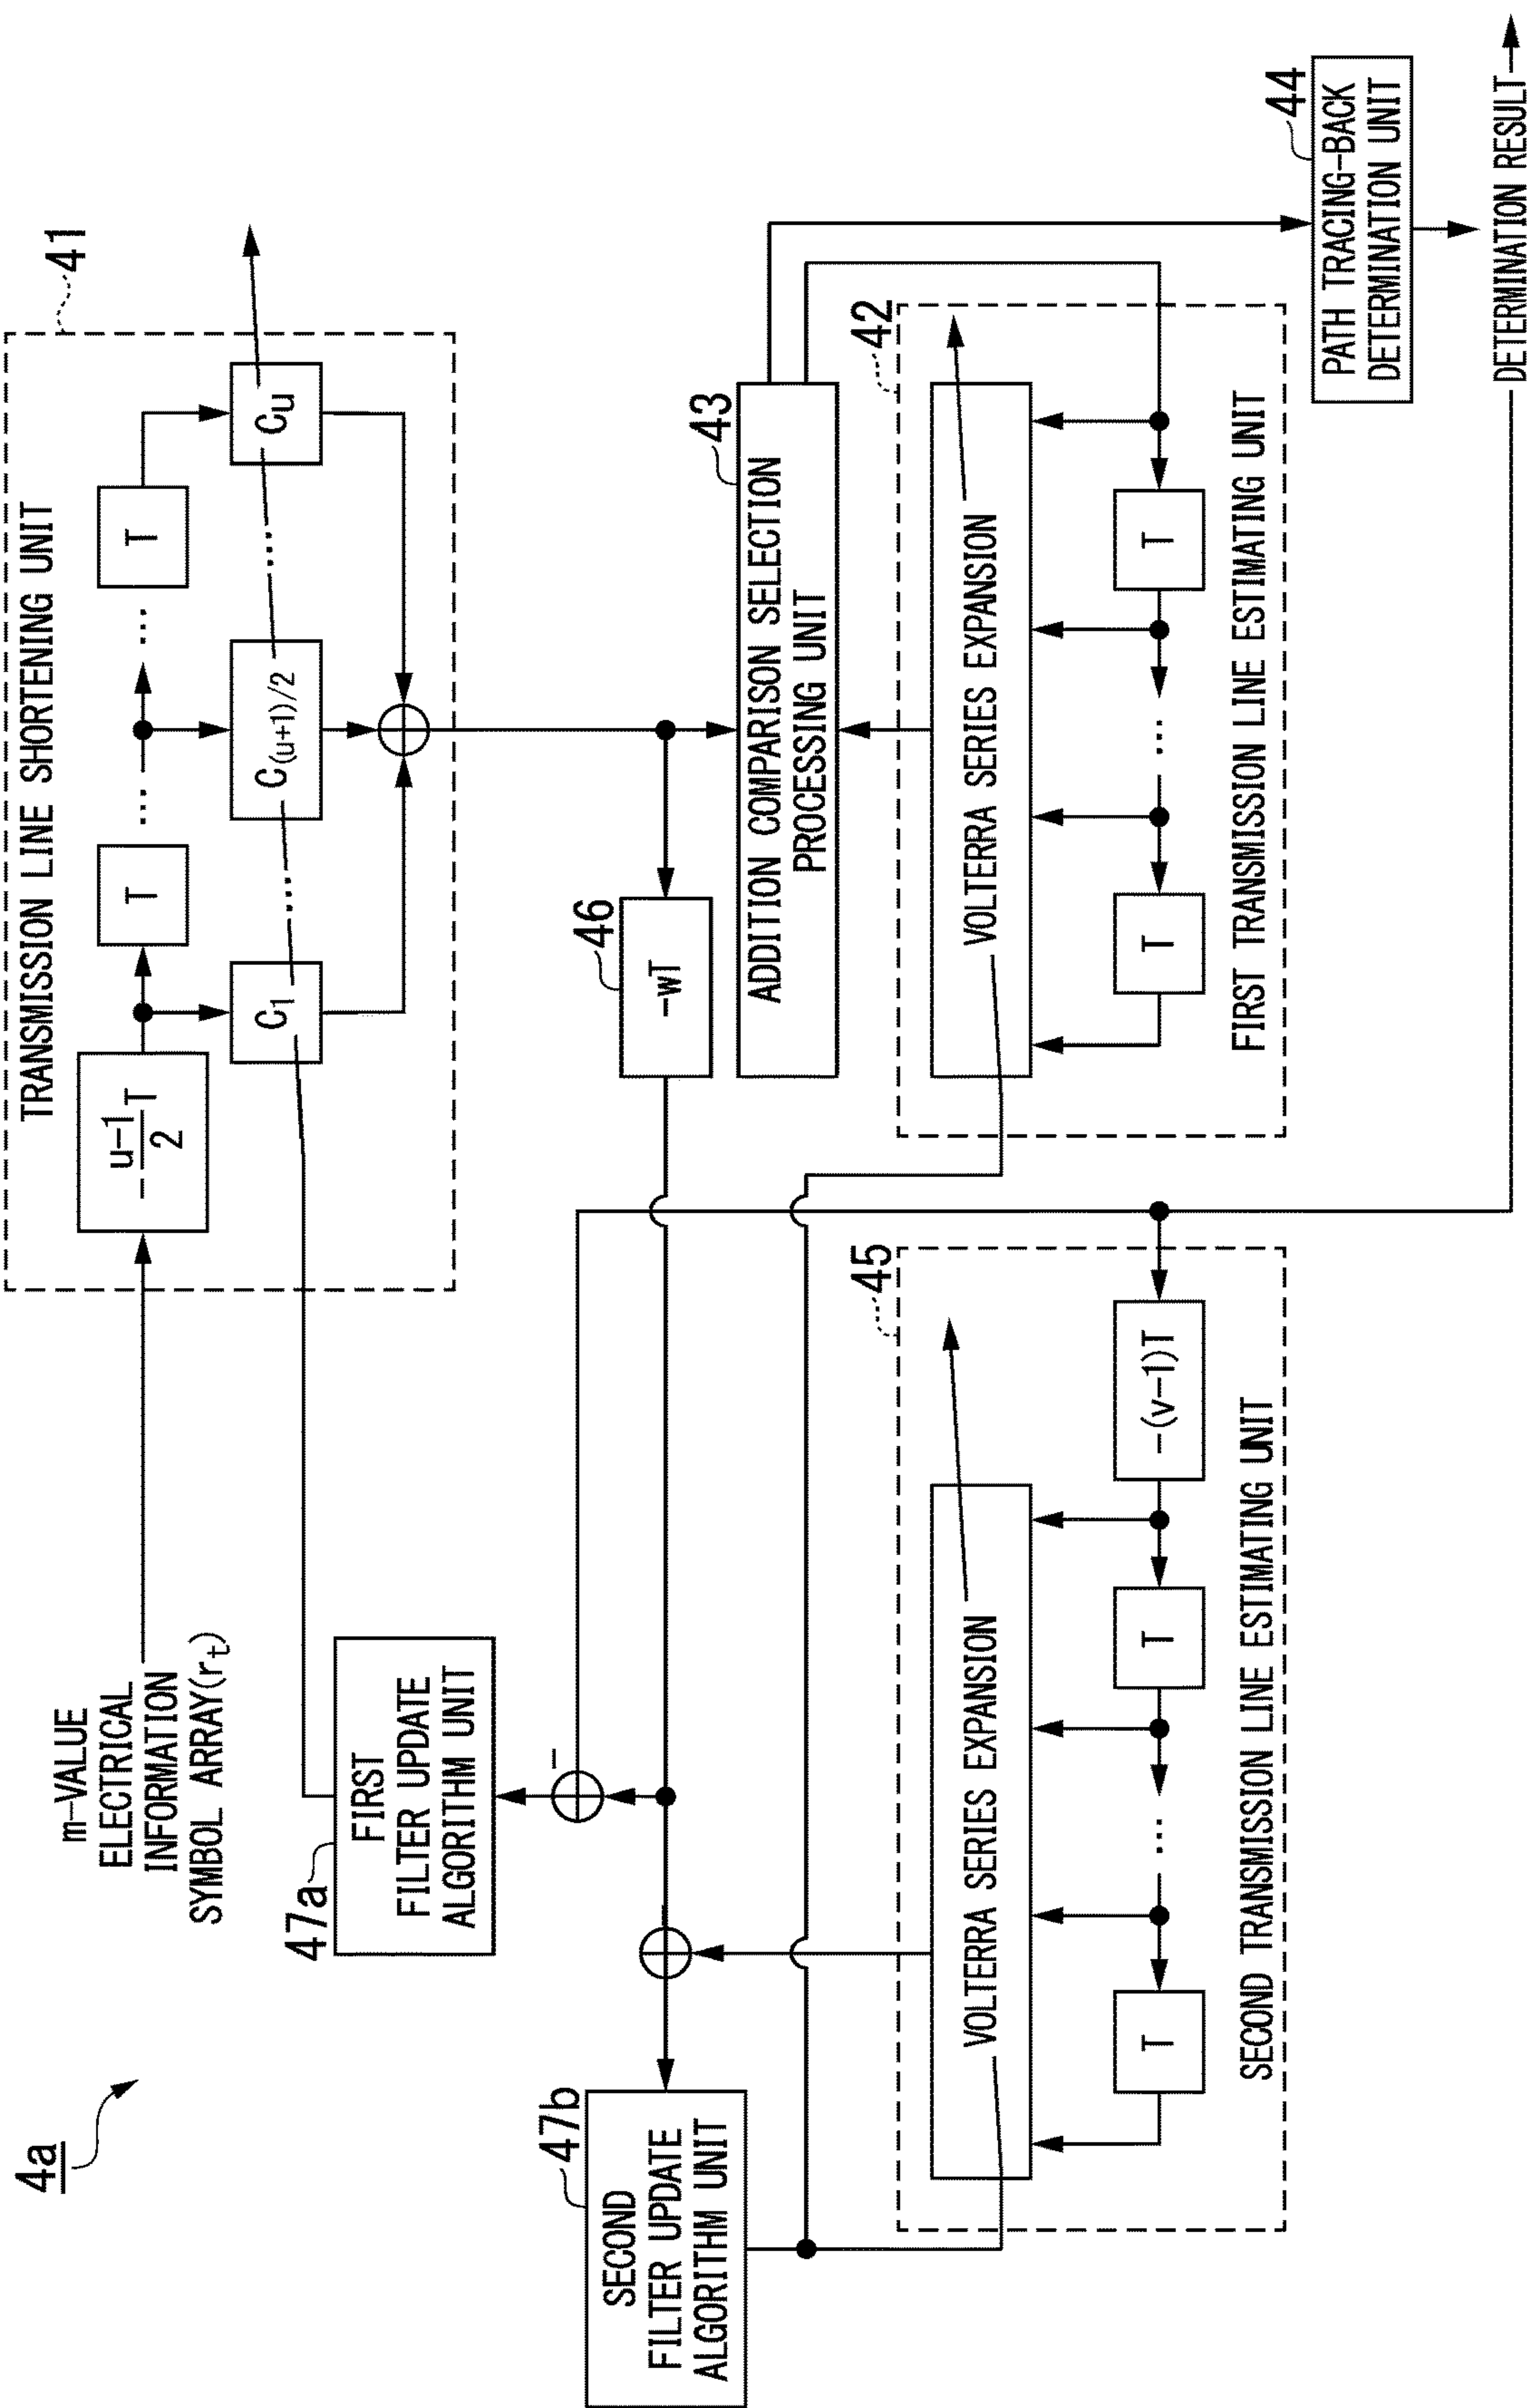 4a
m-VALUE
ELECTRICAL
INFORMATION
SYMBOL ARRAY(rt)
TRANSMISSION LINE SHORTENING UNIT
41
- u-1/2 T
T
...
...
T
C1
......
C(u+1)/2
......
Cu
47a
FIRST
FILTER UPDATE
ALGORITHM UNIT
-
46
-wT
43
ADDITION COMPARISON SELECTION
PROCESSING UNIT
47b
SECOND
FILTER UPDATE
ALGORITHM UNIT
-
45
VOLTERRA SERIES EXPANSION
T
...
T
-(v-1)T
SECOND TRANSMISSION LINE ESTIMATING UNIT
42
VOLTERRA SERIES EXPANSION
T
...
T
FIRST TRANSMISSION LINE ESTIMATING UNIT
44
PATH TRACING-BACK
DETERMINATION UNIT
DETERMINATION RESULT